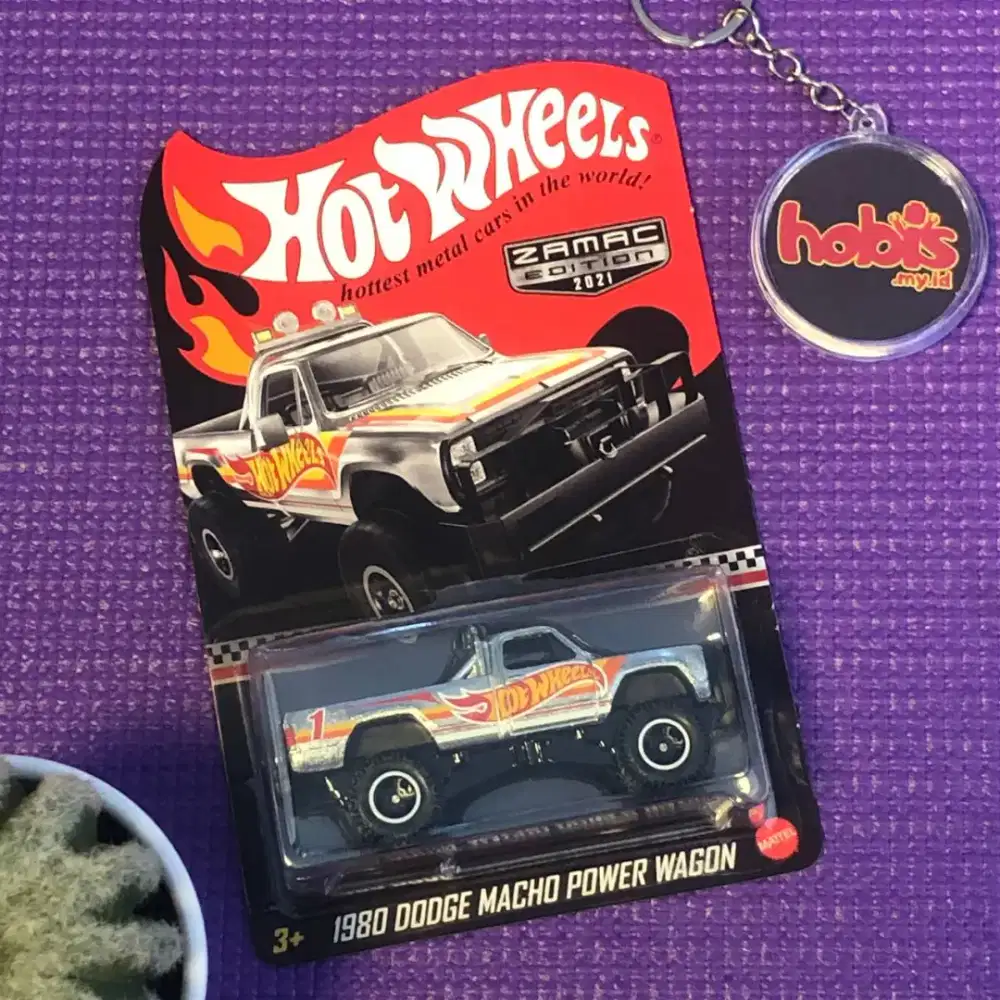 HOT WHEELS
hottest metal cars in the world!
ZAMAC
EDITION
2021
hobis
.my.id
HOT WHEELS
1
HOT WHEELS
MATTEL
1980 DODGE MACHO POWER WAGON
3+